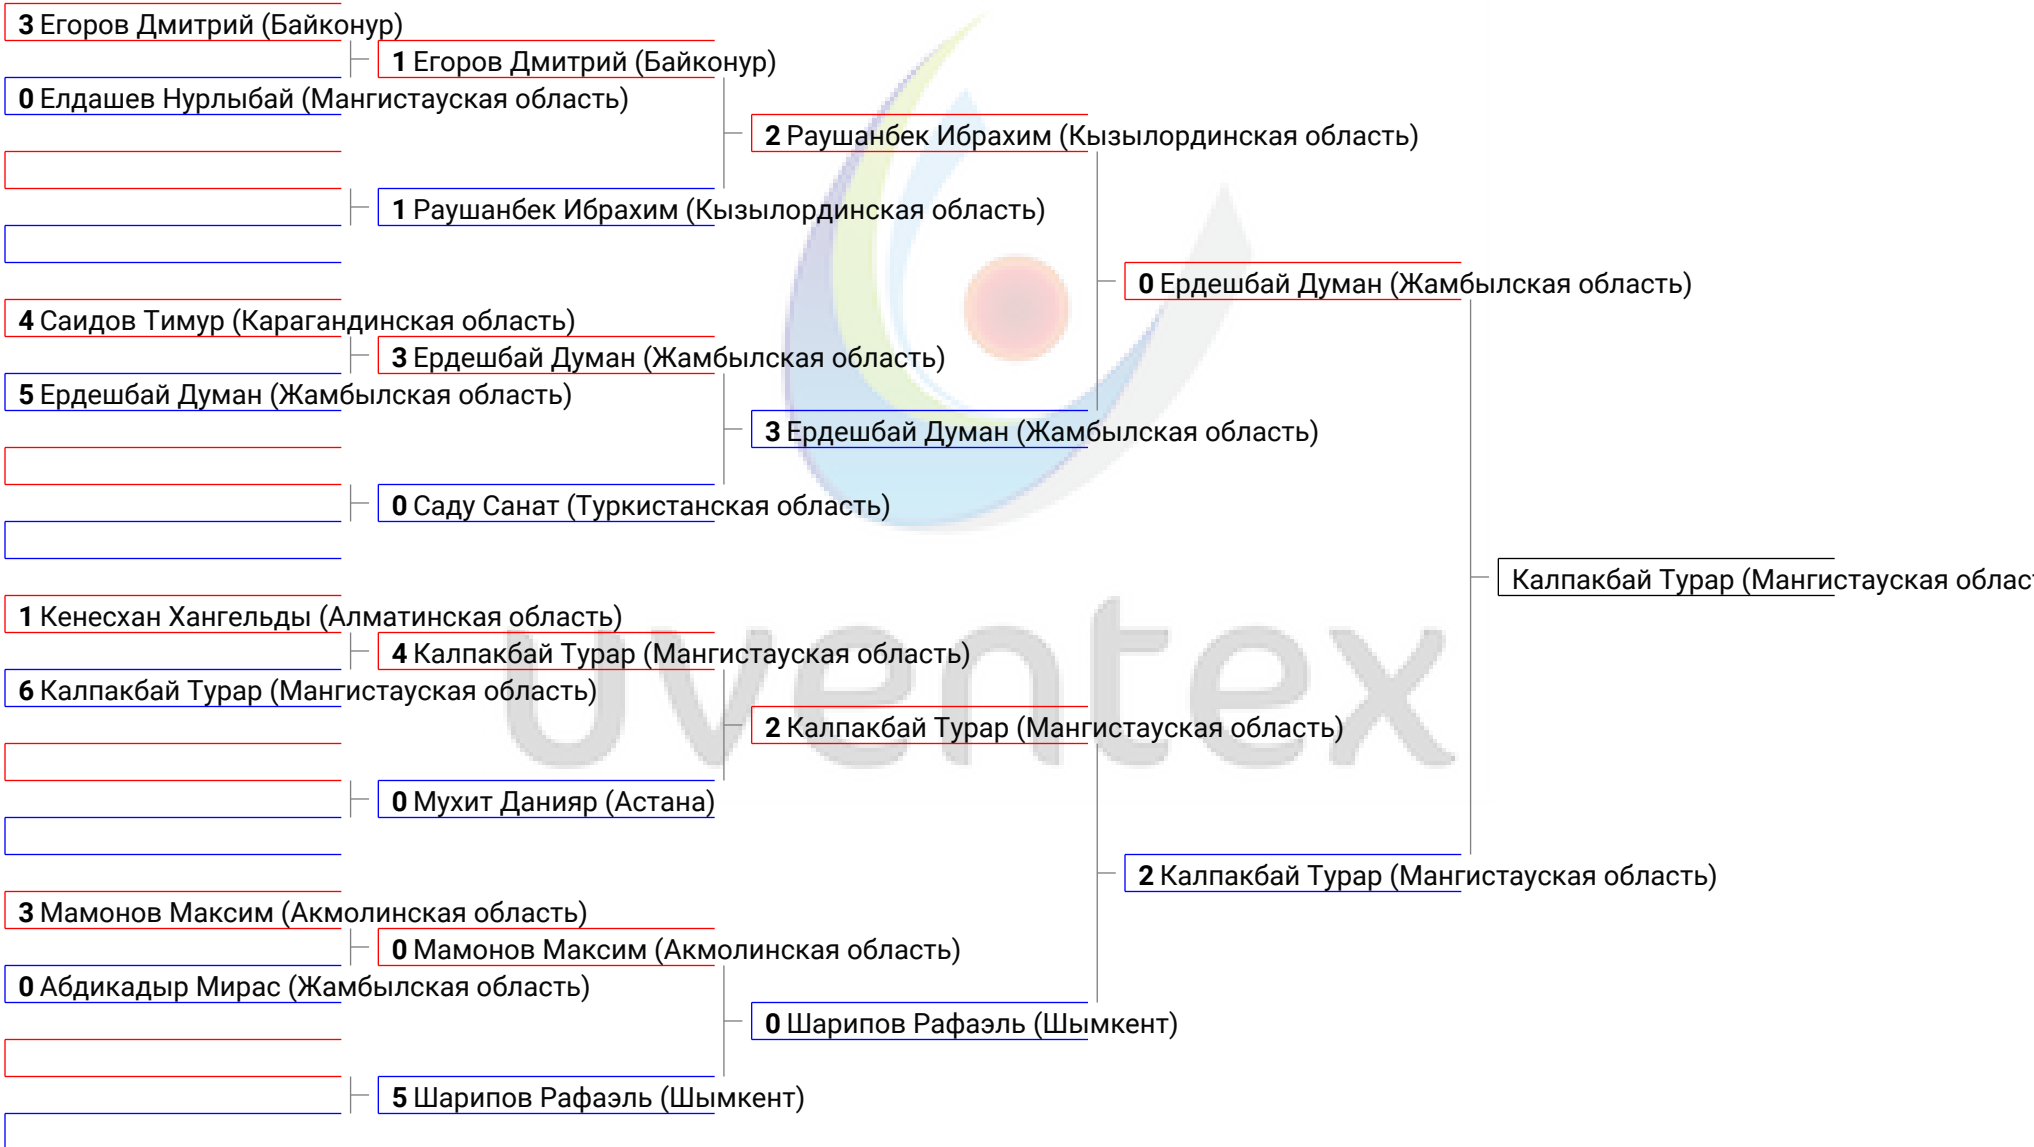 3 Егоров Дмитрий (Байконур)
1 Егоров Дмитрий (Байконур)
0 Елдашев Нурлыбай (Мангистауская область)
2 Раушанбек Ибрахим (Кызылординская область)
1 Раушанбек Ибрахим (Кызылординская область)
0 Ердешбай Думан (Жамбылская область)
4 Саидов Тимур (Карагандинская область)
3 Ердешбай Думан (Жамбылская область)
5 Ердешбай Думан (Жамбылская область)
3 Ердешбай Думан (Жамбылская область)
0 Саду Санат (Туркистанская область)
Калпакбай Турар (Мангистауская облас
1 Кенесхан Хангельды (Алматинская область)
4 Калпакбай Турар (Мангистауская область)
6 Калпакбай Турар (Мангистауская область)
uventex
2 Калпакбай Турар (Мангистауская область)
0 Мухит Данияр (Астана)
2 Калпакбай Турар (Мангистауская область)
3 Мамонов Максим (Акмолинская область)
0 Мамонов Максим (Акмолинская область)
0 Абдикадыр Мирас (Жамбылская область)
0 Шарипов Рафаэль (Шымкент)
5 Шарипов Рафаэль (Шымкент)